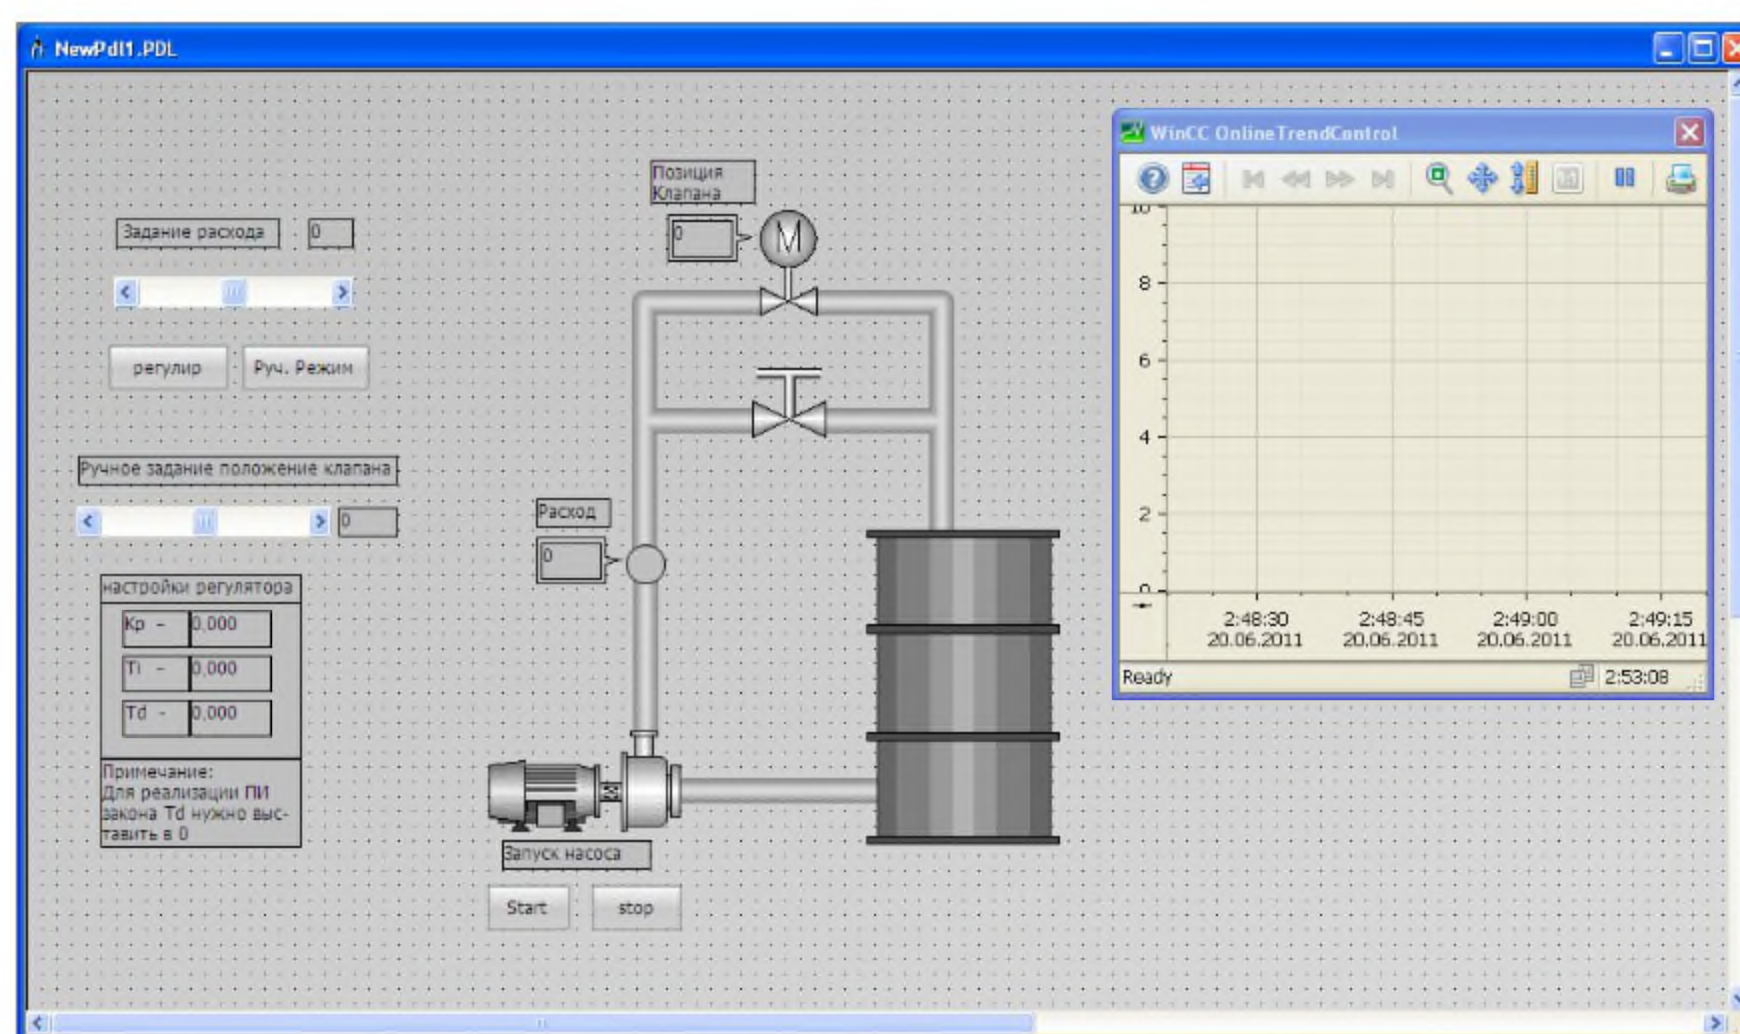 NewPdl1.PDL
Задание расхода
0
регулир
Руч. Режим
Ручное задание положение клапана
0
настройки регулятора
Kp - 0,000
Ti - 0,000
Td - 0,000
Примечание:
Для реализации ПИ
закона Td нужно выс-
тавить в 0
Позиция
Клапана
0
M
Расход
0
Запуск насоса
Start
stop
WinCC OnlineTrendControl
10
8
6
4
2
0
2:48:30
20.06.2011
2:48:45
20.06.2011
2:49:00
20.06.2011
2:49:15
20.06.2011
Ready
2:53:08